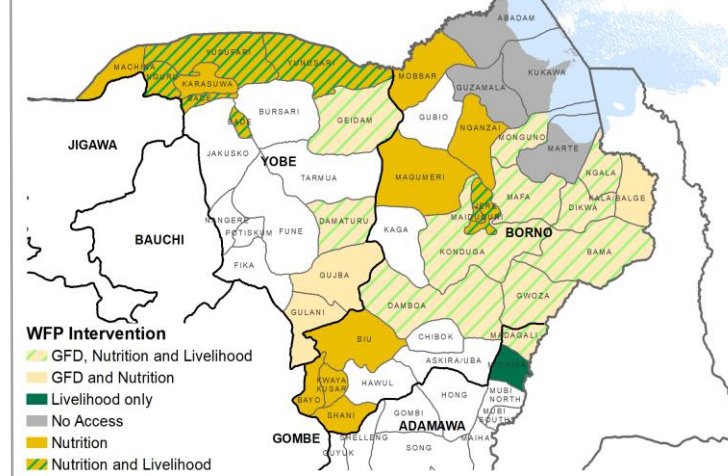 ABADAM
YUSUFARI
YUNUSARI
MACHINA
NGURU
KARASUWA
BADE
MOBBAR
KUKAWA
GUZAMALA
BURSARI
GEIDAM
BADE
GUBIO
NGANZAI
MONGUNO
MARTE
JIGAWA
JAKUSKO
YOBE
TARMUA
MAGUMERI
NGALA
MAFA
KALA/BALGE
JERE
DIKWA
MAIDUGURI
BORNO
NANGERE
DAMATURU
POTISKUM
FUNE
KAGA
BAUCHI
KONDUGA
BAMA
FIKA
GUJBA
GWOZA
GULANI
DAMBOA
MADAGALI
BIU
CHIBOK
ASKIRA/UBA
MICHIKA
KWAYA
KUSAR
HAWUL
BAYO
HONG
MUBI
NORTH
SHANI
GOMBI
MUBI
SOUTH
ADAMAWA
GOMBE
SHELLENG
MAIHA
SONG
GUYUK
WFP Intervention
GFD, Nutrition and Livelihood
GFD and Nutrition
Livelihood only
No Access
Nutrition
Nutrition and Livelihood